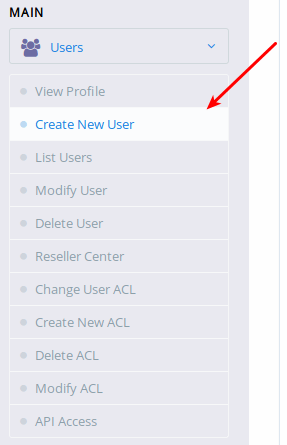 MAIN
Users
View Profile
Create New User
List Users
Modify User
Delete User
Reseller Center
Change User ACL
Create New ACL
Delete ACL
Modify ACL
API Access